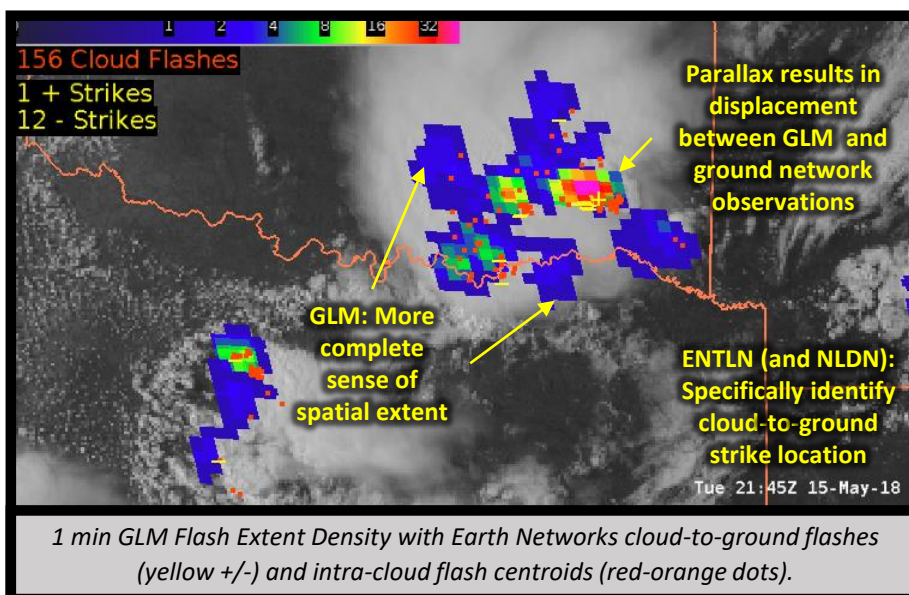 1 2 4 8 16 32
156 Cloud Flashes
1 + Strikes
12 - Strikes
Parallax results in
displacement
between GLM and
ground network
observations
GLM: More
complete
sense of
spatial extent
ENTLN (and NLDN):
Specifically identify
cloud-to-ground
strike location
Tue 21:45Z 15-May-18
1 min GLM Flash Extent Density with Earth Networks cloud-to-ground flashes
(yellow +/-) and intra-cloud flash centroids (red-orange dots).